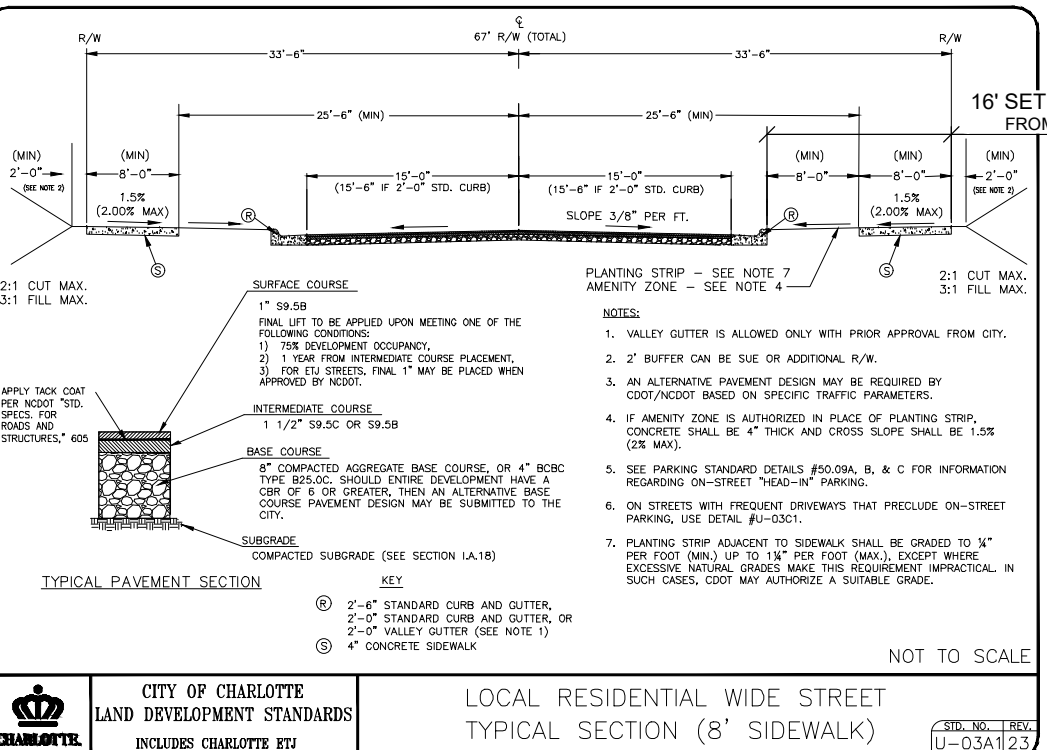 ℄
67' R/W (TOTAL)
R/W
R/W
33'-6"
33'-6"
25'-6" (MIN)
25'-6" (MIN)
16' SET
FROM
(MIN)
2'-0"
(SEE NOTE 2)
(MIN)
8'-0"
1.5%
(2.00% MAX)
15'-0"
(15'-6" IF 2'-0" STD. CURB)
15'-0"
(15'-6" IF 2'-0" STD. CURB)
(MIN)
8'-0"
(MIN)
8'-0"
1.5%
(2.00% MAX)
(MIN)
2'-0"
(SEE NOTE 2)
R
SLOPE 3/8" PER FT.
R
S
S
2:1 CUT MAX.
3:1 FILL MAX.
PLANTING STRIP – SEE NOTE 7
AMENITY ZONE – SEE NOTE 4
2:1 CUT MAX.
3:1 FILL MAX.
SURFACE COURSE
1" S9.5B
FINAL LIFT TO BE APPLIED UPON MEETING ONE OF THE
FOLLOWING CONDITIONS:
1) 75% DEVELOPMENT OCCUPANCY,
2) 1 YEAR FROM INTERMEDIATE COURSE PLACEMENT,
3) FOR ETJ STREETS, FINAL 1" MAY BE PLACED WHEN
APPROVED BY NCDOT.
APPLY TACK COAT
PER NCDOT "STD.
SPECS. FOR
ROADS AND
STRUCTURES," 605
INTERMEDIATE COURSE
1 1/2" S9.5C OR S9.5B
BASE COURSE
8" COMPACTED AGGREGATE BASE COURSE, OR 4" BCBC
TYPE B25.0C. SHOULD ENTIRE DEVELOPMENT HAVE A
CBR OF 6 OR GREATER, THEN AN ALTERNATIVE BASE
COURSE PAVEMENT DESIGN MAY BE SUBMITTED TO THE
CITY.
SUBGRADE
COMPACTED SUBGRADE (SEE SECTION I.A.18)
TYPICAL PAVEMENT SECTION
KEY
R 2'-6" STANDARD CURB AND GUTTER,
2'-0" STANDARD CURB AND GUTTER, OR
2'-0" VALLEY GUTTER (SEE NOTE 1)
S 4" CONCRETE SIDEWALK
NOTES:
1. VALLEY GUTTER IS ALLOWED ONLY WITH PRIOR APPROVAL FROM CITY.
2. 2' BUFFER CAN BE SUE OR ADDITIONAL R/W.
3. AN ALTERNATIVE PAVEMENT DESIGN MAY BE REQUIRED BY
CDOT/NCDOT BASED ON SPECIFIC TRAFFIC PARAMETERS.
4. IF AMENITY ZONE IS AUTHORIZED IN PLACE OF PLANTING STRIP,
CONCRETE SHALL BE 4" THICK AND CROSS SLOPE SHALL BE 1.5%
(2% MAX).
5. SEE PARKING STANDARD DETAILS #50.09A, B, & C FOR INFORMATION
REGARDING ON-STREET "HEAD-IN" PARKING.
6. ON STREETS WITH FREQUENT DRIVEWAYS THAT PRECLUDE ON-STREET
PARKING, USE DETAIL #U-03C1.
7. PLANTING STRIP ADJACENT TO SIDEWALK SHALL BE GRADED TO ¼"
PER FOOT (MIN.) UP TO 1¼" PER FOOT (MAX.), EXCEPT WHERE
EXCESSIVE NATURAL GRADES MAKE THIS REQUIREMENT IMPRACTICAL. IN
SUCH CASES, CDOT MAY AUTHORIZE A SUITABLE GRADE.
NOT TO SCALE
CHARLOTTE.
CITY OF CHARLOTTE
LAND DEVELOPMENT STANDARDS
INCLUDES CHARLOTTE ETJ
LOCAL RESIDENTIAL WIDE STREET
TYPICAL SECTION (8' SIDEWALK)
STD. NO. REV.
U-03A1 23